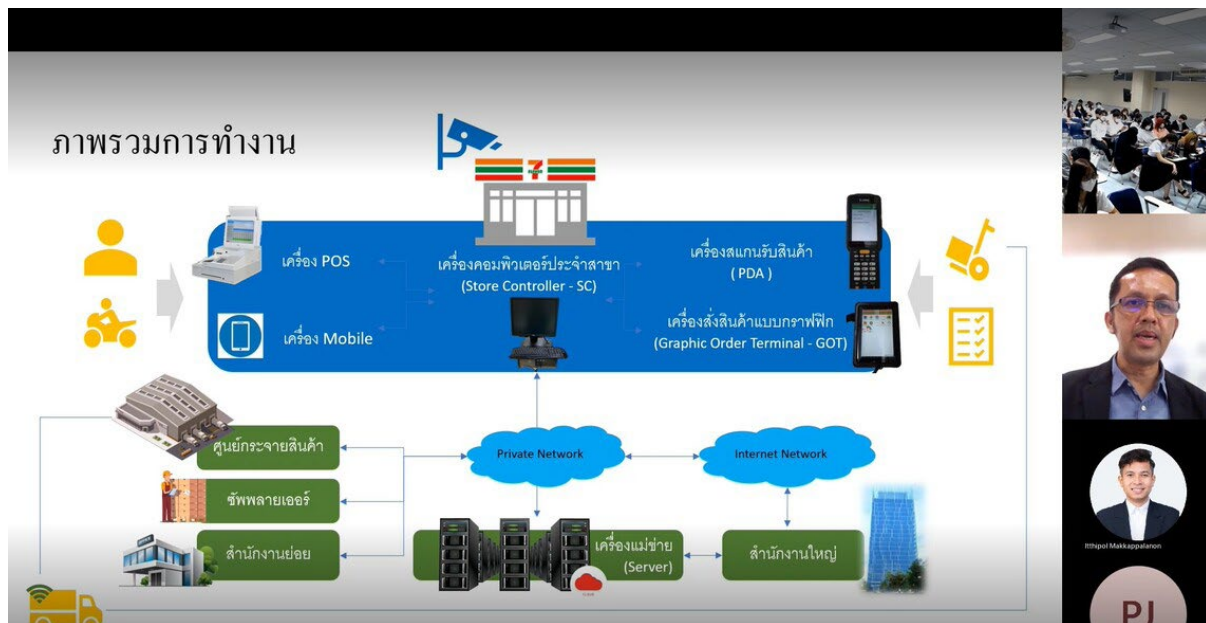 ภาพรวมการทำงาน
7
เครื่อง POS
เครื่องคอมพิวเตอร์ประจำสาขา
(Store Controller - SC)
เครื่องสแกนรับสินค้า
( PDA )
เครื่อง Mobile
เครื่องสั่งสินค้าแบบกราฟฟิก
(Graphic Order Terminal - GOT)
ศูนย์กระจายสินค้า
Private Network
Internet Network
ซัพพลายเออร์
สำนักงานย่อย
เครื่องแม่ข่าย
(Server)
สำนักงานใหญ่
Itthipol Makkappalanon
PJ